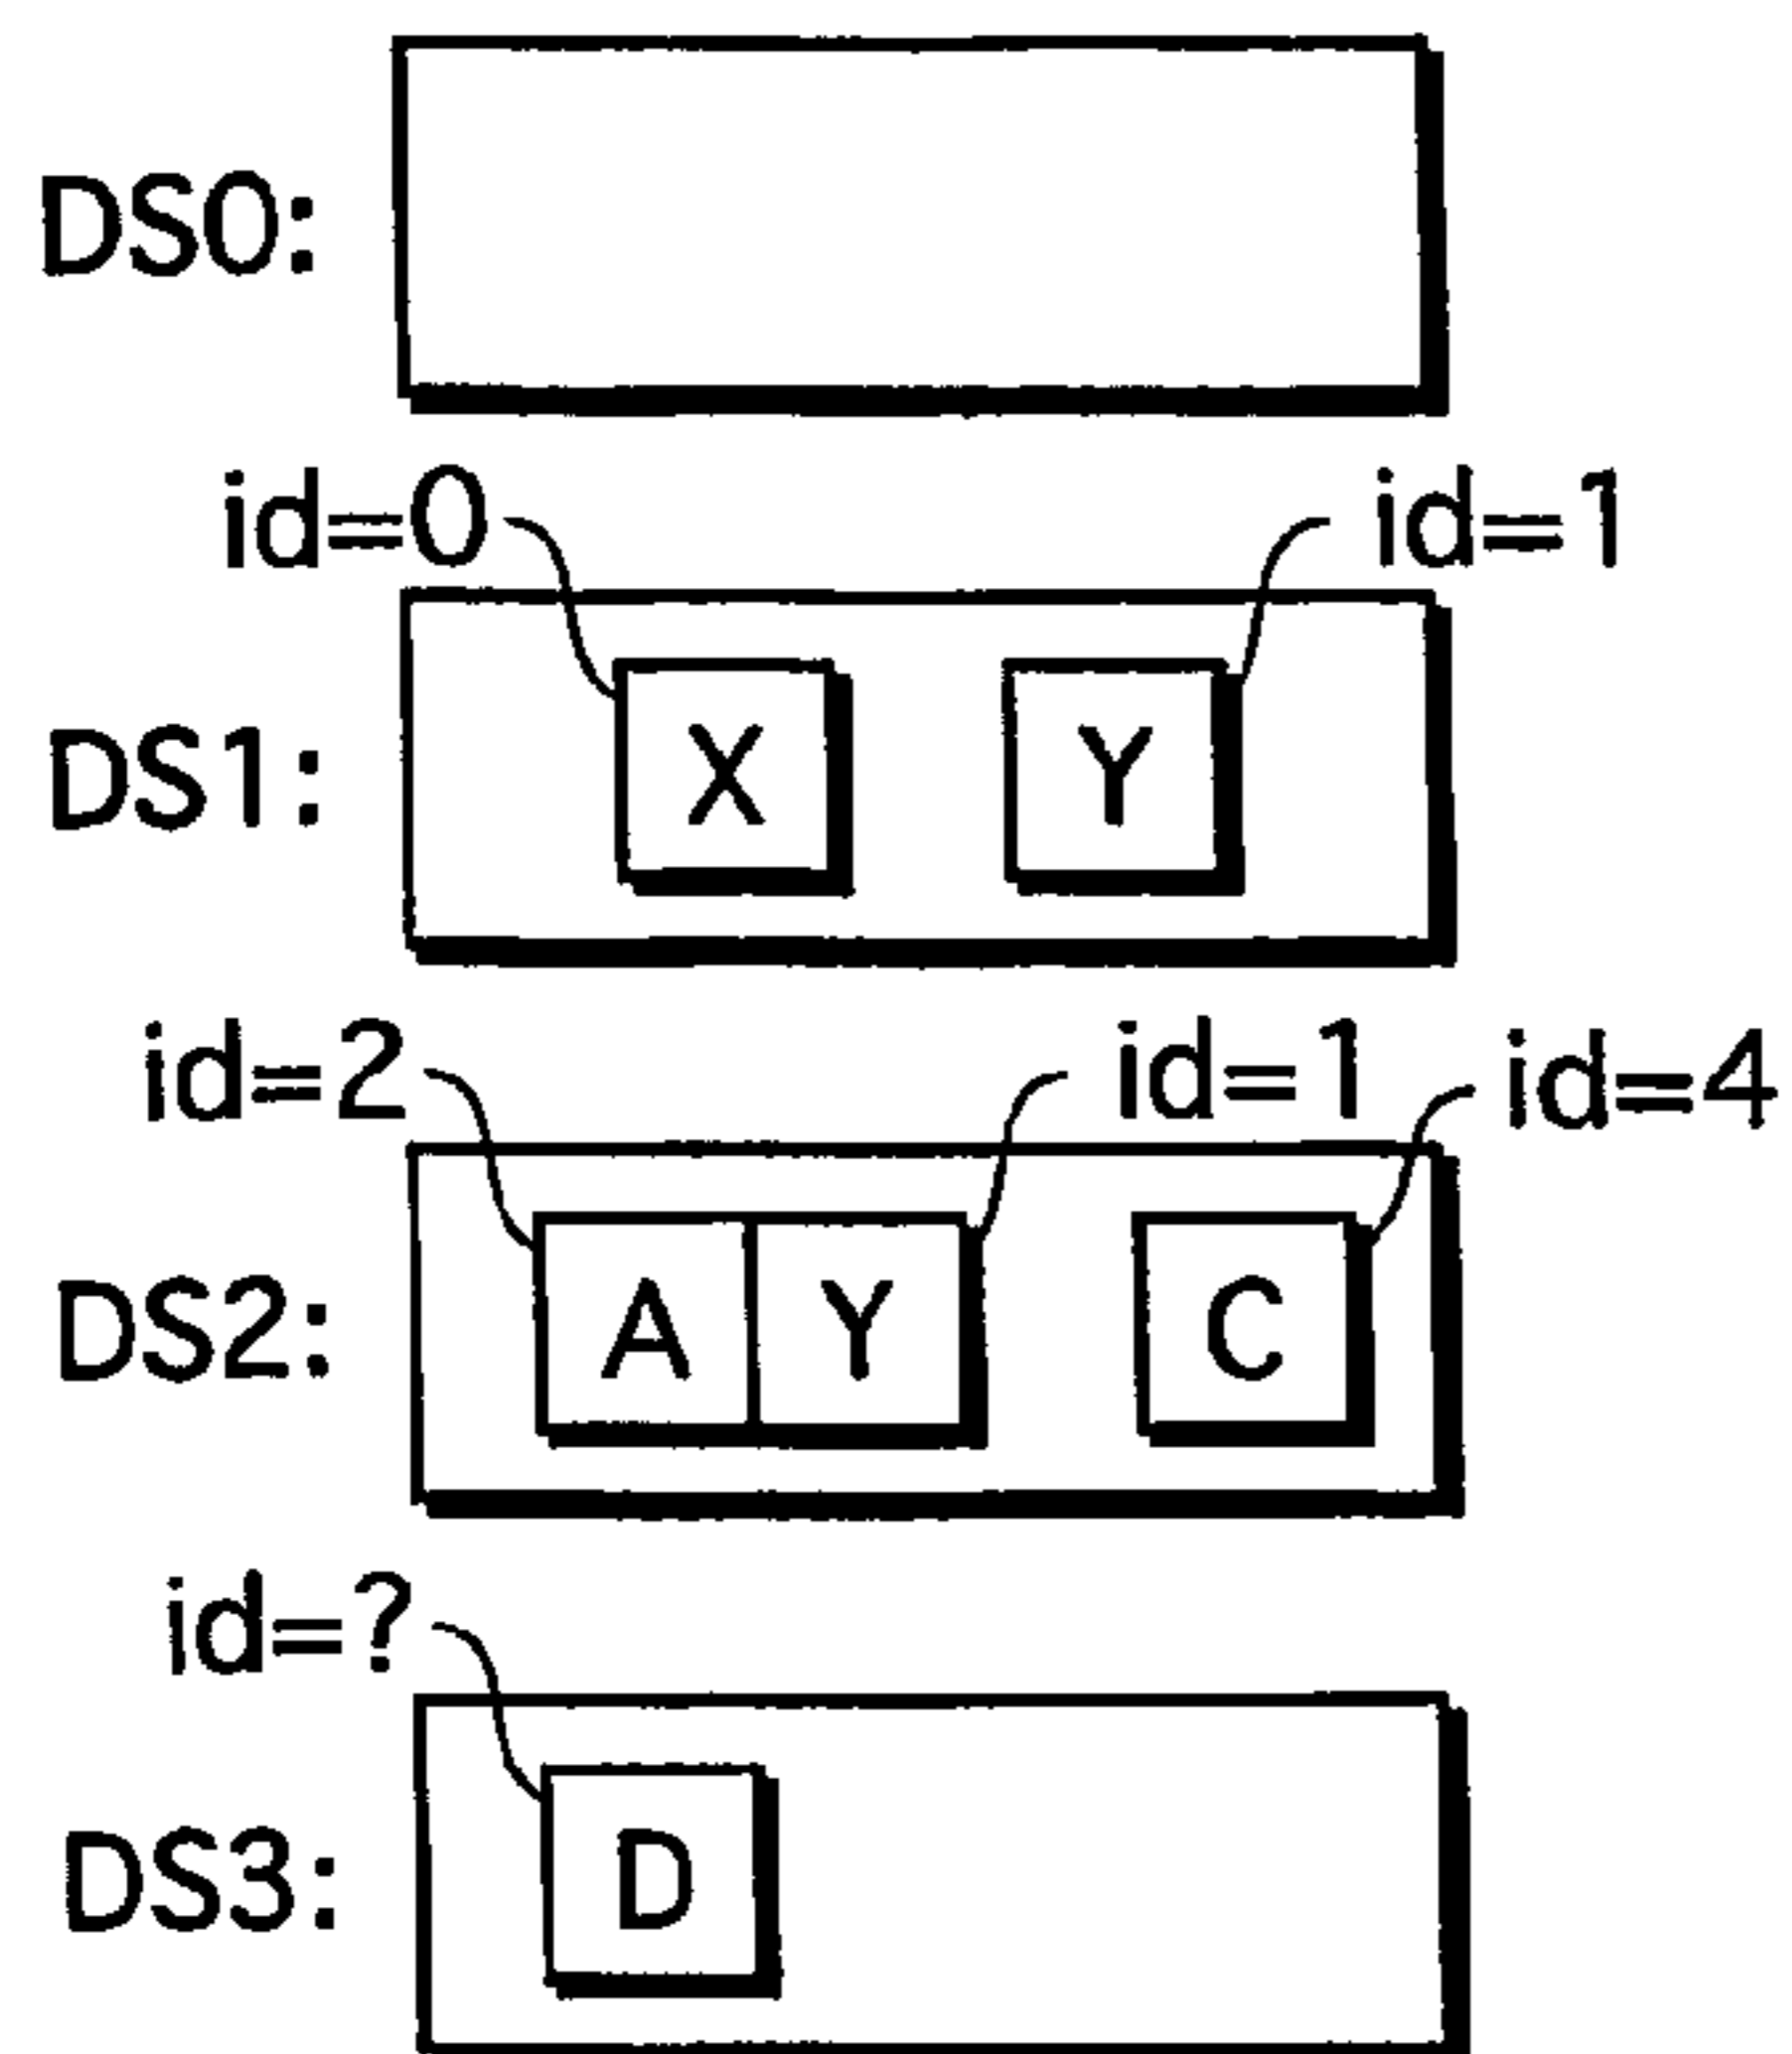 DS0:
id=0 id=1
DS1: X Y
id=2 id=1 id=4
DS2: A Y C
id=?
DS3: D